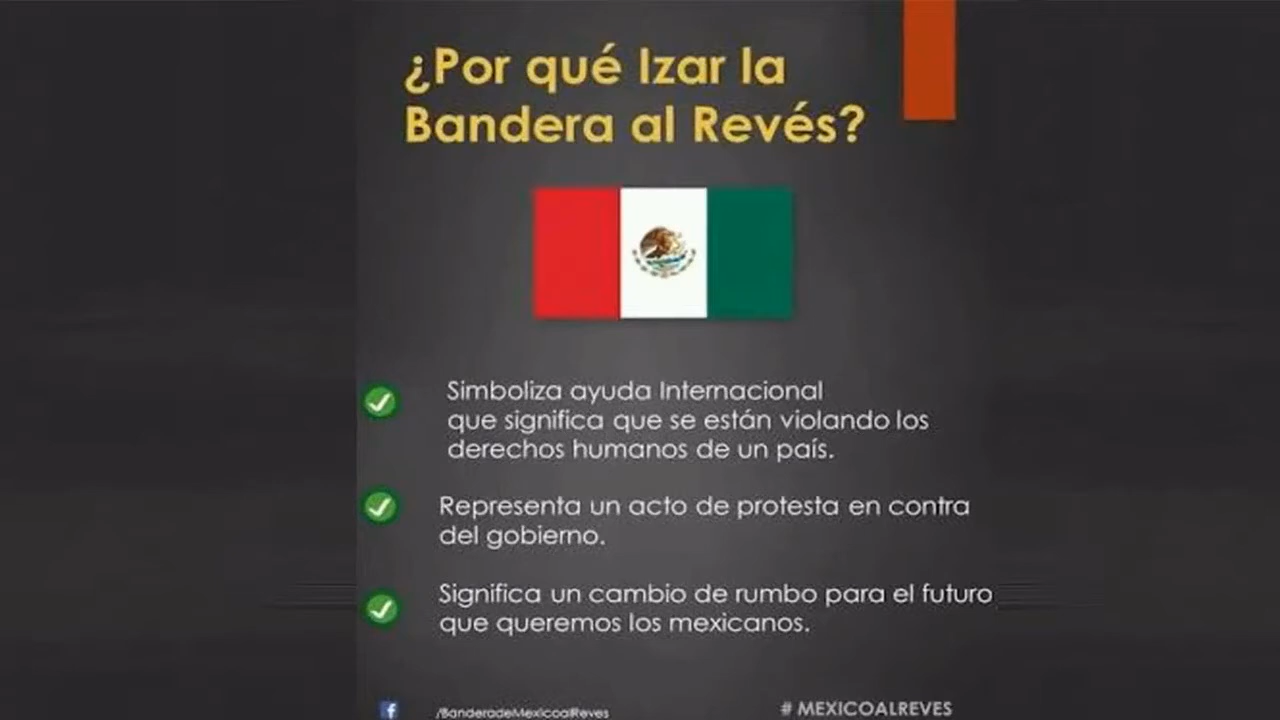 ¿Por qué Izar la
Bandera al Revés?
Simboliza ayuda Internacional
que significa que se están violando los
derechos humanos de un país.
Representa un acto de protesta en contra
del gobierno.
Significa un cambio de rumbo para el futuro
que queremos los mexicanos.
f /BanderadeMexicoalReves
# MEXICOALREVES